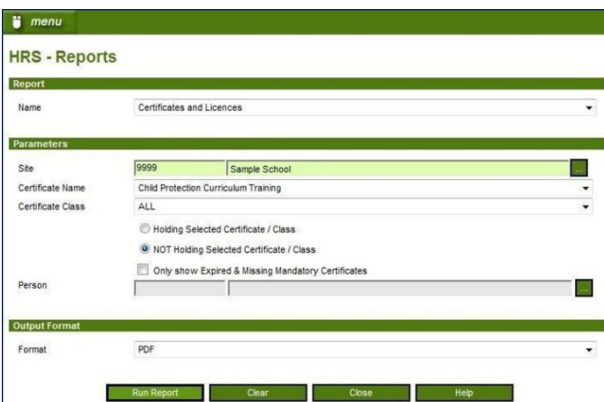 menu
HRS - Reports
Report
Name Certificates and Licences
Parameters
Site 9999 Sample School ...
Certificate Name Child Protection Curriculum Training
Certificate Class ALL
Holding Selected Certificate / Class
NOT Holding Selected Certificate / Class
Only show Expired & Missing Mandatory Certificates
Person ...
Output Format
Format PDF
Run Report Clear Close Help